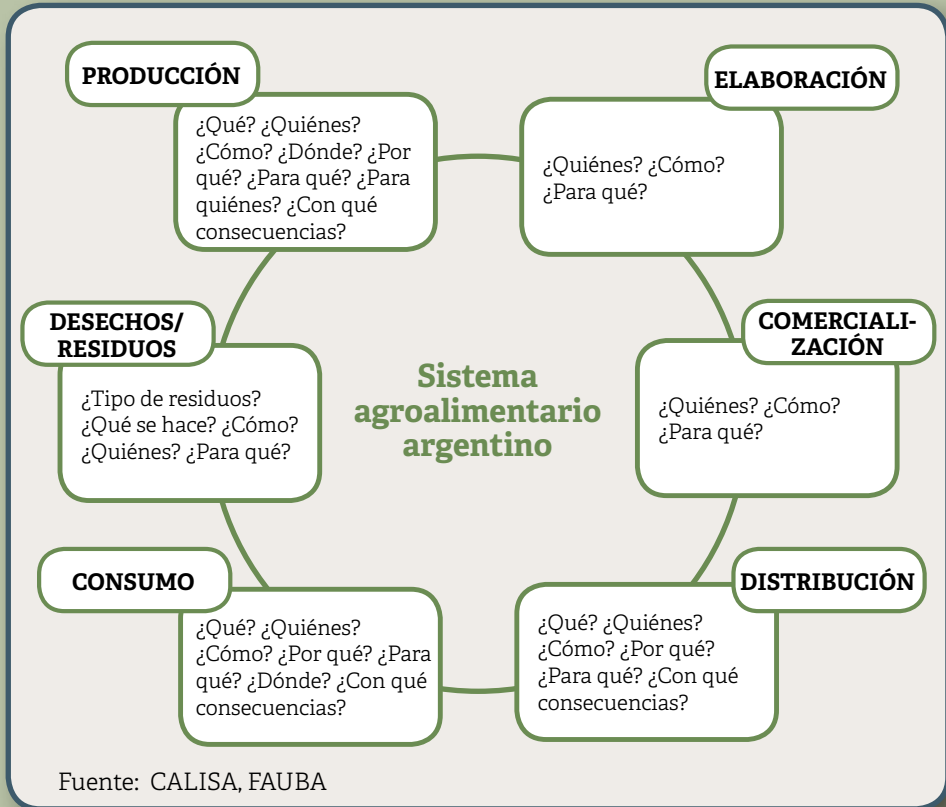 PRODUCCIÓN
¿Qué? ¿Quiénes?
¿Cómo? ¿Dónde? ¿Por
qué? ¿Para qué? ¿Para
quiénes? ¿Con qué
consecuencias?
ELABORACIÓN
¿Quiénes? ¿Cómo?
¿Para qué?
COMERCIALI-
ZACIÓN
¿Quiénes? ¿Cómo?
¿Para qué?
DISTRIBUCIÓN
¿Qué? ¿Quiénes?
¿Cómo? ¿Por qué?
¿Para qué? ¿Con qué
consecuencias?
CONSUMO
¿Qué? ¿Quiénes?
¿Cómo? ¿Por qué? ¿Para
qué? ¿Dónde? ¿Con qué
consecuencias?
DESECHOS/
RESIDUOS
¿Tipo de residuos?
¿Qué se hace? ¿Cómo?
¿Quiénes? ¿Para qué?
Sistema
agroalimentario
argentino
Fuente: CALISA, FAUBA